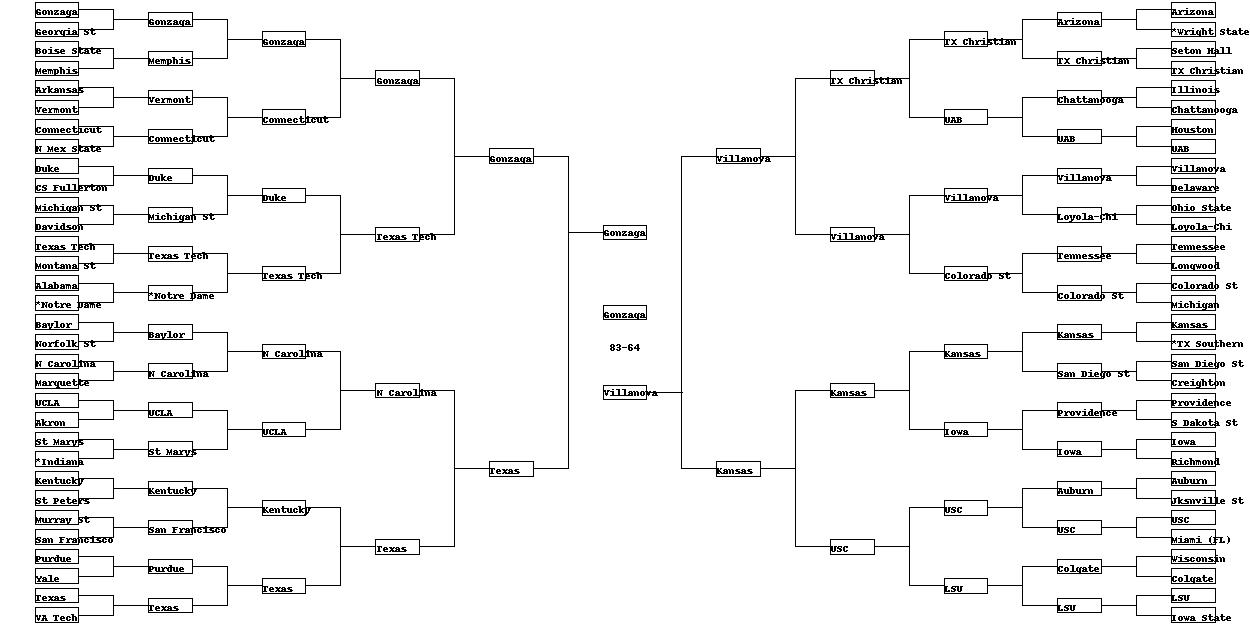 Gonzaga
Georgia St
Boise State
Memphis
Arkansas
Vermont
Connecticut
N Mex State
Duke
CS Fullerton
Michigan St
Davidson
Texas Tech
Montana St
Alabama
*Notre Dame
Baylor
Norfolk St
N Carolina
Marquette
UCLA
Akron
St Marys
*Indiana
Kentucky
St Peters
Murray St
San Francisco
Purdue
Yale
Texas
VA Tech
Gonzaga
Memphis
Vermont
Connecticut
Duke
Michigan St
Texas Tech
*Notre Dame
Baylor
N Carolina
UCLA
St Marys
Kentucky
San Francisco
Purdue
Texas
Gonzaga
Connecticut
Duke
Texas Tech
N Carolina
UCLA
Kentucky
Texas
Gonzaga
Texas Tech
N Carolina
Texas
Gonzaga
Texas
Gonzaga
Gonzaga
83-64
Villanova
Villanova
Kansas
TX Christian
Villanova
Kansas
USC
TX Christian
UAB
Villanova
Colorado St
Kansas
Iowa
USC
LSU
Arizona
TX Christian
Chattanooga
UAB
Villanova
Loyola-Chi
Tennessee
Colorado St
Kansas
San Diego St
Providence
Iowa
Auburn
USC
Colgate
LSU
Arizona
*Wright State
Seton Hall
TX Christian
Illinois
Chattanooga
Houston
UAB
Villanova
Delaware
Ohio State
Loyola-Chi
Tennessee
Longwood
Colorado St
Michigan
Kansas
*TX Southern
San Diego St
Creighton
Providence
S Dakota St
Iowa
Richmond
Auburn
Jksnville St
USC
Miami (FL)
Wisconsin
Colgate
LSU
Iowa State